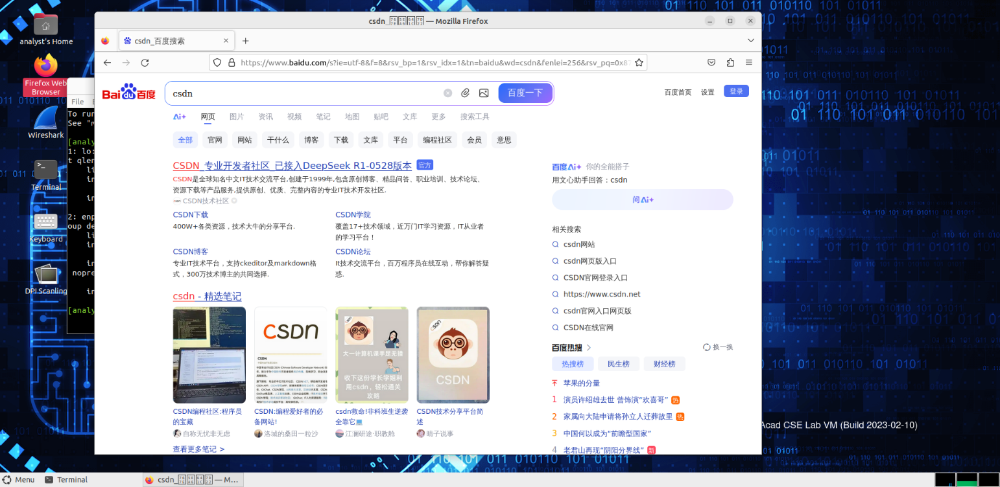 csdn_ — Mozilla Firefox
csdn_百度搜索
https://www.baidu.com/s?ie=utf-8&f=8&rsv_bp=1&rsv_idx=1&tn=baidu&wd=csdn&fenlei=256&rsv_pq=0x8
analyst's Home
Firefox Web
Browser
Wireshark
Terminal
Keyboard
DPI Scanling
File
To run
See "m
[analy
1: lo:
t qlen
li
in
in
2: enp
oup de
li
in
in
nopre
in
[analy
Bai du 百度
csdn
百度一下
百度首页 设置 登录
Ai+ 网页 图片 资讯 视频 笔记 地图 贴吧 文库 更多 搜索工具
全部 官网 网站 干什么 博客 下载 文库 平台 编程社区 会员 意思
CSDN_专业开发者社区_已接入DeepSeek R1-0528版本 官方
CSDN是全球知名中文IT技术交流平台,创建于1999年,包含原创博客、精品问答、职业培训、技术论坛、
资源下载等产品服务,提供原创、优质、完整内容的专业IT技术开发社区.
CSDN技术社区
CSDN下载
400W+各类资源，技术大牛的分享平台.
CSDN学院
覆盖17+技术领域，近万门IT学习资源，IT从业者
的学习平台！
CSDN博客
专业IT技术平台，支持ckeditor及markdown格
式，300万技术博主的共同选择.
CSDN论坛
It技术交流平台，百万程序员在线互动，帮你解答疑
惑.
csdn - 精选笔记
CSDN
CSDN
大一计算机保手足无措
收下这份学长学姐利
用csdn，轻松通关
攻略
CSDN
CSDN
CSDN编程社区:程序员
的宝藏
自称无忧非无虑
CSDN:编程爱好者的必
备网站!
洛城的桑田一粒沙
csdn救命!非科班生逆袭
全靠它
江澜研途·职教舱
CSDN技术分享平台简
述
晴子说事
查看更多笔记 >
百度Ai+ 你的全能搭子
用文心助手回答：csdn
问Ai+
相关搜索
csdn网站
csdn网页版入口
CSDN官网登录入口
https://www.csdn.net
csdn官网入口网页版
CSDN在线官网
百度热搜
换一换
热搜榜 民生榜 财经榜
苹果的分量
1 演员许绍雄去世 曾饰演“欢喜哥” 热
2 家属向大陆申请将孙立人迁葬故里 热
3 中国何以成为“前瞻型国家”
4 老君山再现“阴阳分界线” 新
Acad CSE Lab VM (Build 2023-02-10)
Menu
Terminal
csdn_ — M...